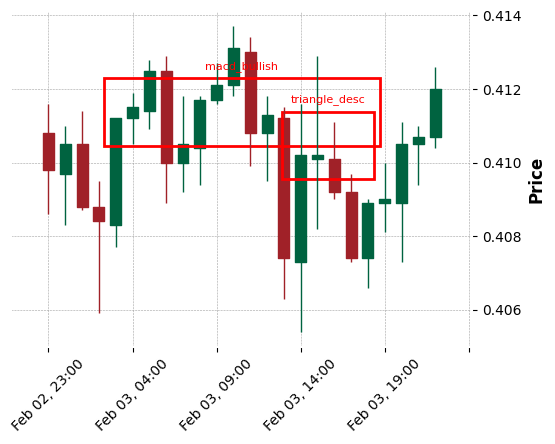 0.414
macd_bullish
0.412
triangle_desc
0.410
0.408
0.406
Price
Feb 02, 23:00
Feb 03, 04:00
Feb 03, 09:00
Feb 03, 14:00
Feb 03, 19:00